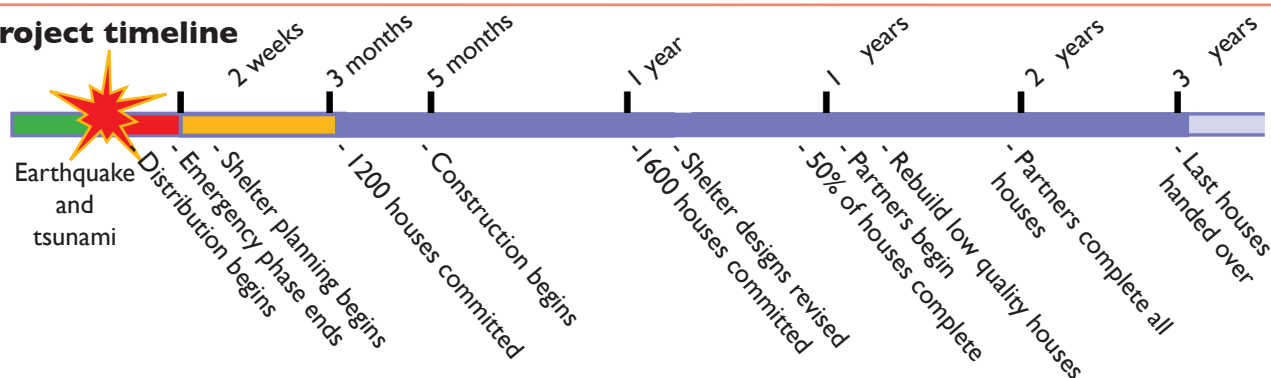 roject timeline
2 weeks
3 months
5 months
1 year
1 years
2 years
3 years
Earthquake
and
tsunami
- Distribution begins
- Emergency phase ends
- Shelter planning begins
- 1200 houses committed
- Construction begins
-1600 houses committed
- Shelter designs revised
- 50% of houses complete
- Partners begin
- Rebuild low quality houses
- Partners complete all
houses
- Last houses
handed over